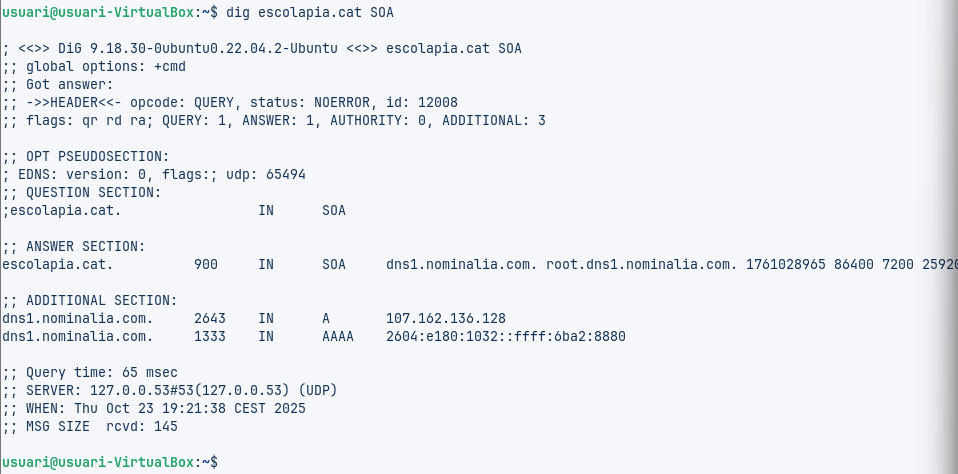 usuari@usuari-VirtualBox:~$ dig escolapia.cat SOA
; <<>> DiG 9.18.30-0ubuntu0.22.04.2-Ubuntu <<>> escolapia.cat SOA
;; global options: +cmd
;; Got answer:
;; ->>HEADER<<- opcode: QUERY, status: NOERROR, id: 12008
;; flags: qr rd ra; QUERY: 1, ANSWER: 1, AUTHORITY: 0, ADDITIONAL: 3
;; OPT PSEUDOSECTION:
; EDNS: version: 0, flags:; udp: 65494
;; QUESTION SECTION:
;escolapia.cat. IN SOA
;; ANSWER SECTION:
escolapia.cat. 900 IN SOA dns1.nominalia.com. root.dns1.nominalia.com. 1761028965 86400 7200 25920
;; ADDITIONAL SECTION:
dns1.nominalia.com. 2643 IN A 107.162.136.128
dns1.nominalia.com. 1333 IN AAAA 2604:e180:1032::ffff:6ba2:8880
;; Query time: 65 msec
;; SERVER: 127.0.0.53#53(127.0.0.53) (UDP)
;; WHEN: Thu Oct 23 19:21:38 CEST 2025
;; MSG SIZE rcvd: 145
usuari@usuari-VirtualBox:~$